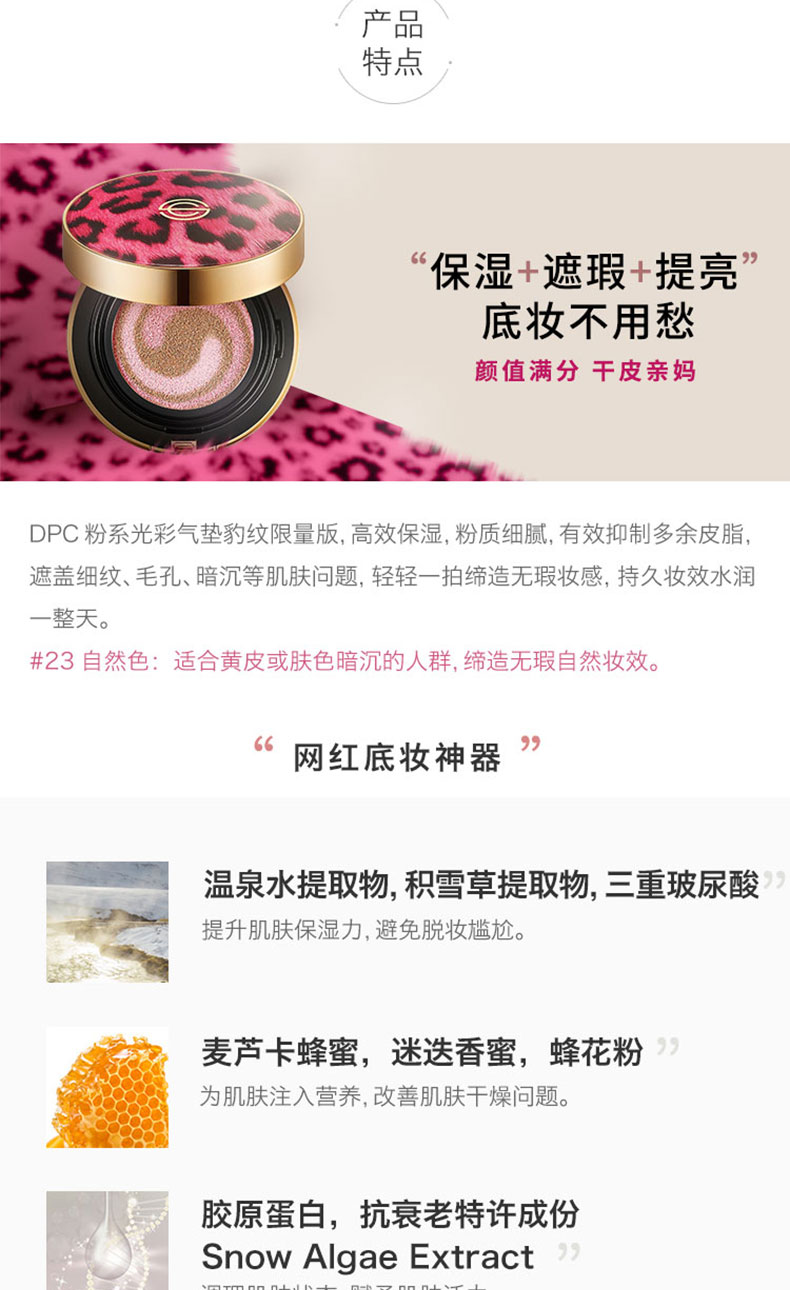 产品
特点
“保湿+遮瑕+提亮”
底妆不用愁
颜值满分 干皮亲妈
DPC 粉系光彩气垫豹纹限量版, 高效保湿, 粉质细腻, 有效抑制多余皮脂,
遮盖细纹、毛孔、暗沉等肌肤问题, 轻轻一拍缔造无瑕妆感, 持久妆效水润
一整天。
#23 自然色：适合黄皮或肤色暗沉的人群, 缔造无瑕自然妆效。
“ 网红底妆神器 ”
温泉水提取物, 积雪草提取物, 三重玻尿酸”
提升肌肤保湿力, 避免脱妆尴尬。
麦芦卡蜂蜜，迷迭香蜜，蜂花粉 ”
为肌肤注入营养, 改善肌肤干燥问题。
胶原蛋白，抗衰老特许成份
Snow Algae Extract ”